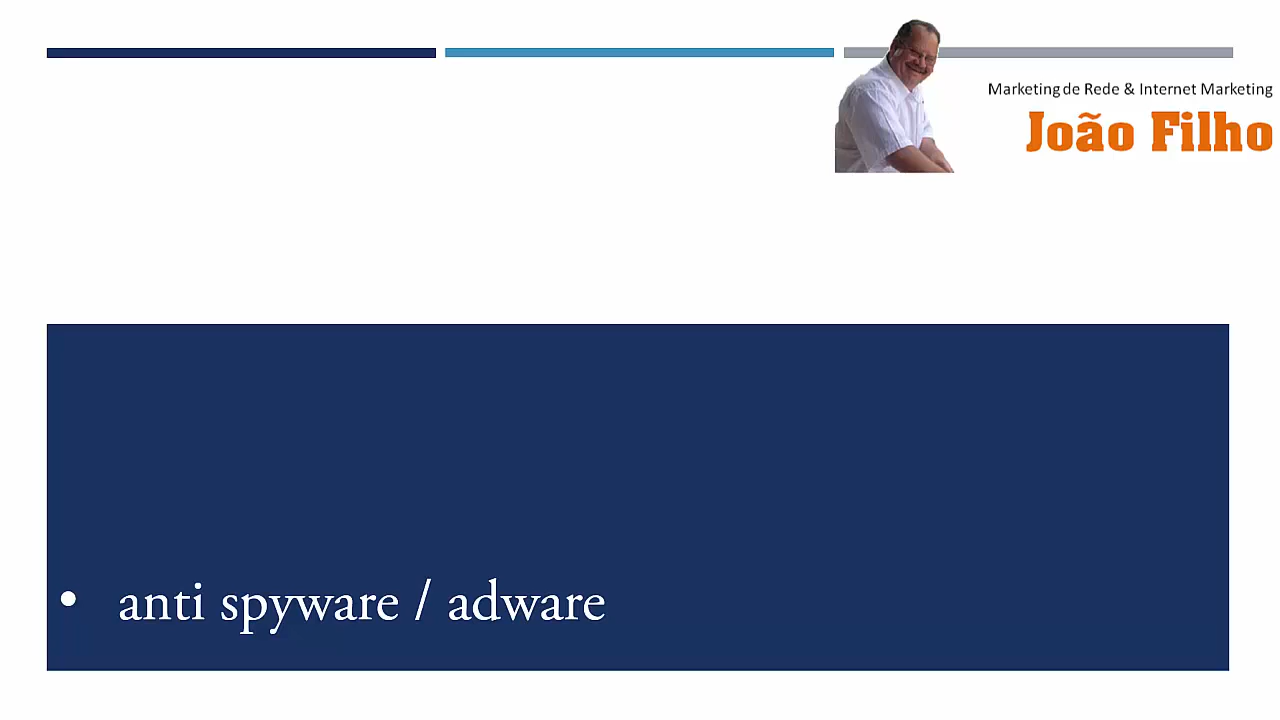 Marketing de Rede & Internet Marketing
João Filho
• anti spyware / adware